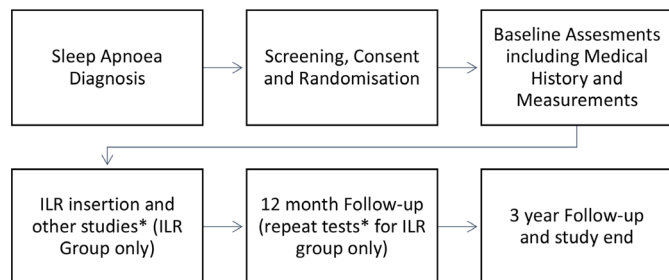 Sleep Apnoea
Diagnosis
Screening, Consent
and Randomisation
Baseline Assesments
including Medical
History and
Measurements
ILR insertion and
other studies* (ILR
Group only)
12 month Follow-up
(repeat tests* for ILR
group only)
3 year Follow-up
and study end